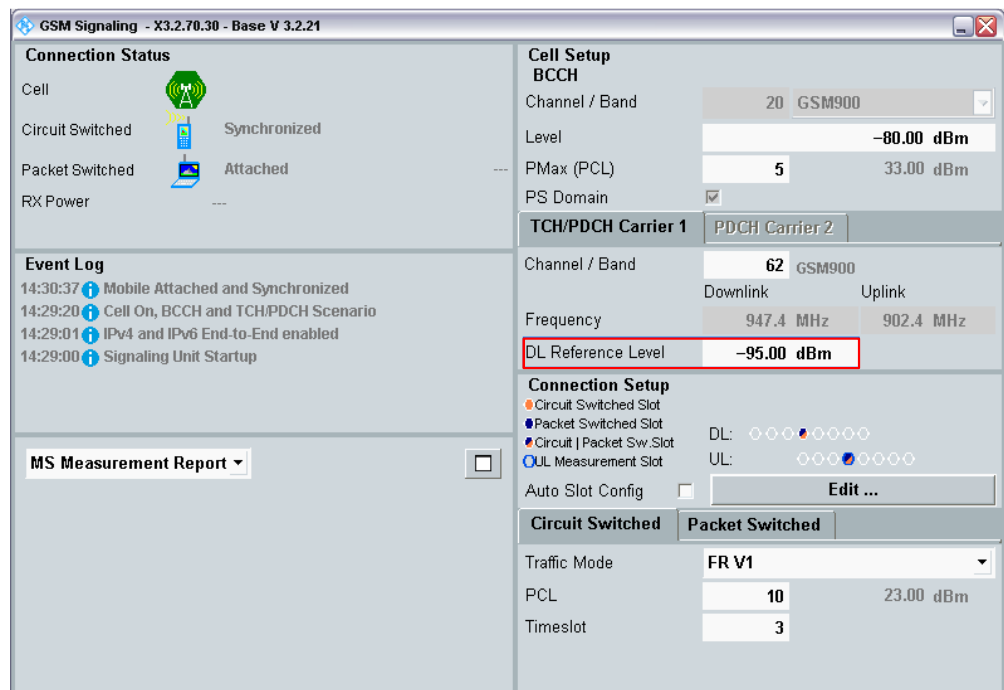 GSM Signaling - X3.2.70.30 - Base V 3.2.21
Connection Status
Cell
Circuit Switched Synchronized
Packet Switched Attached ---
RX Power ---
Event Log
14:30:37 Mobile Attached and Synchronized
14:29:20 Cell On, BCCH and TCH/PDCH Scenario
14:29:01 IPv4 and IPv6 End-to-End enabled
14:29:00 Signaling Unit Startup
MS Measurement Report
Cell Setup
BCCH
Channel / Band 20 GSM900
Level -80.00 dBm
PMax (PCL) 5 33.00 dBm
PS Domain
TCH/PDCH Carrier 1 PDCH Carrier 2
Channel / Band 62 GSM900
Downlink Uplink
Frequency 947.4 MHz 902.4 MHz
DL Reference Level -95.00 dBm
Connection Setup
Circuit Switched Slot
Packet Switched Slot
Circuit | Packet Sw.Slot
UL Measurement Slot
DL:
UL:
Auto Slot Config Edit ...
Circuit Switched Packet Switched
Traffic Mode FR V1
PCL 10 23.00 dBm
Timeslot 3